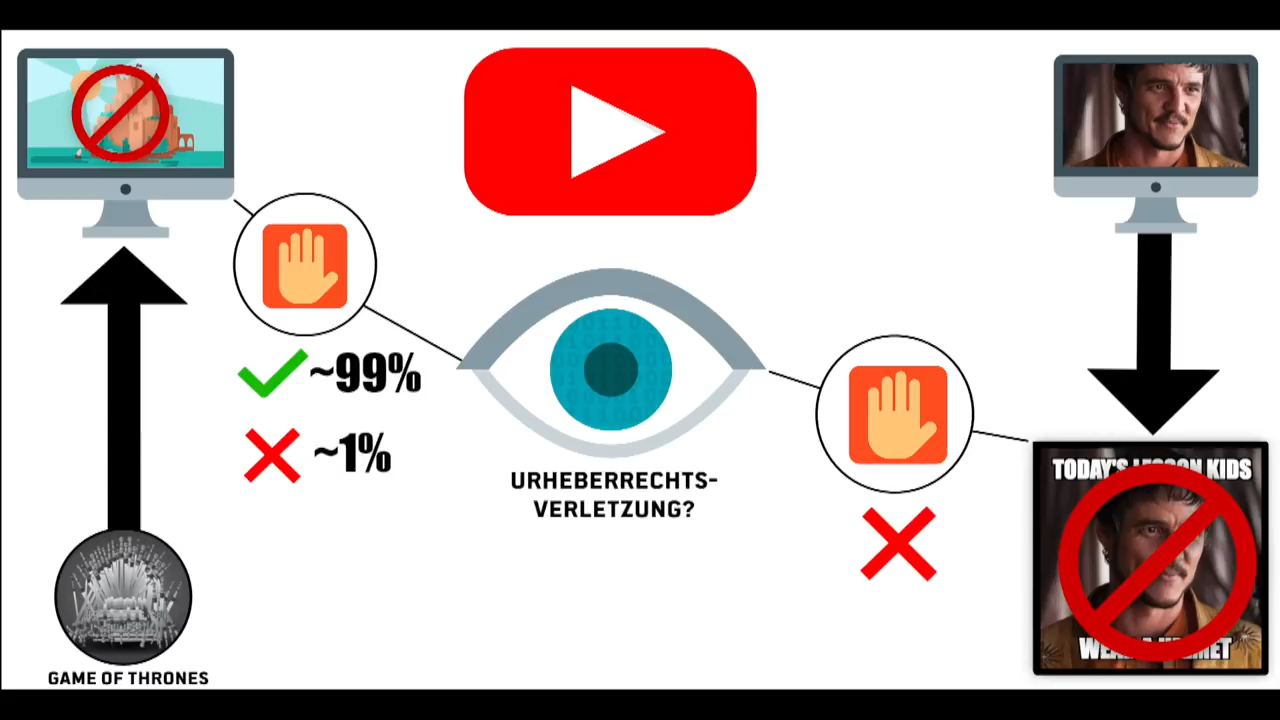 ~99%
~1%
URHEBERRECHTS-
VERLETZUNG?
GAME OF THRONES
TODAY'S LESSON KIDS
WEAR A HELMET